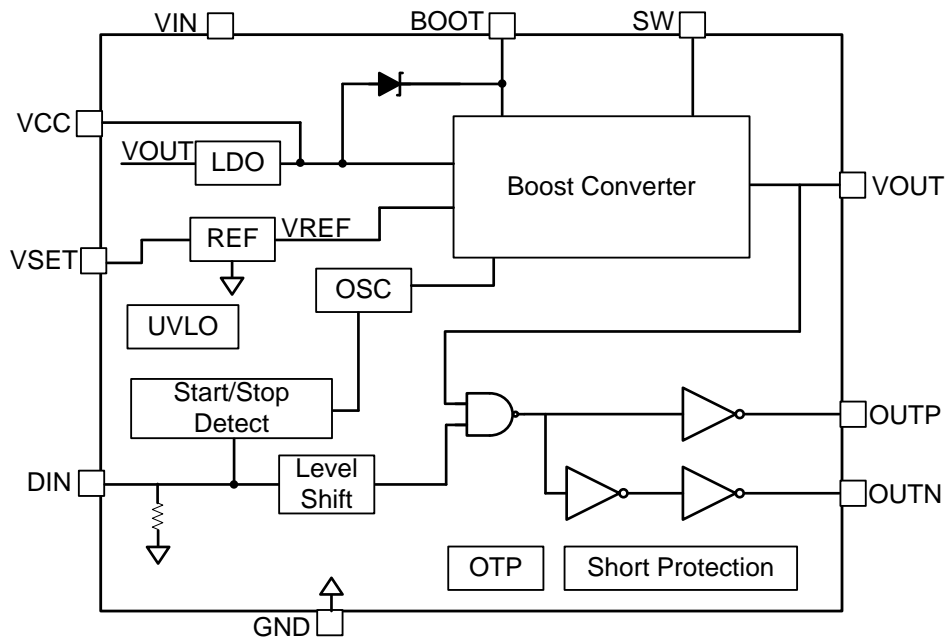 VIN
BOOT
SW
VCC
VOUT
LDO
Boost Converter
VOUT
VSET
REF
VREF
OSC
UVLO
Start/Stop
Detect
OUTP
DIN
Level
Shift
OUTN
OTP
Short Protection
GND